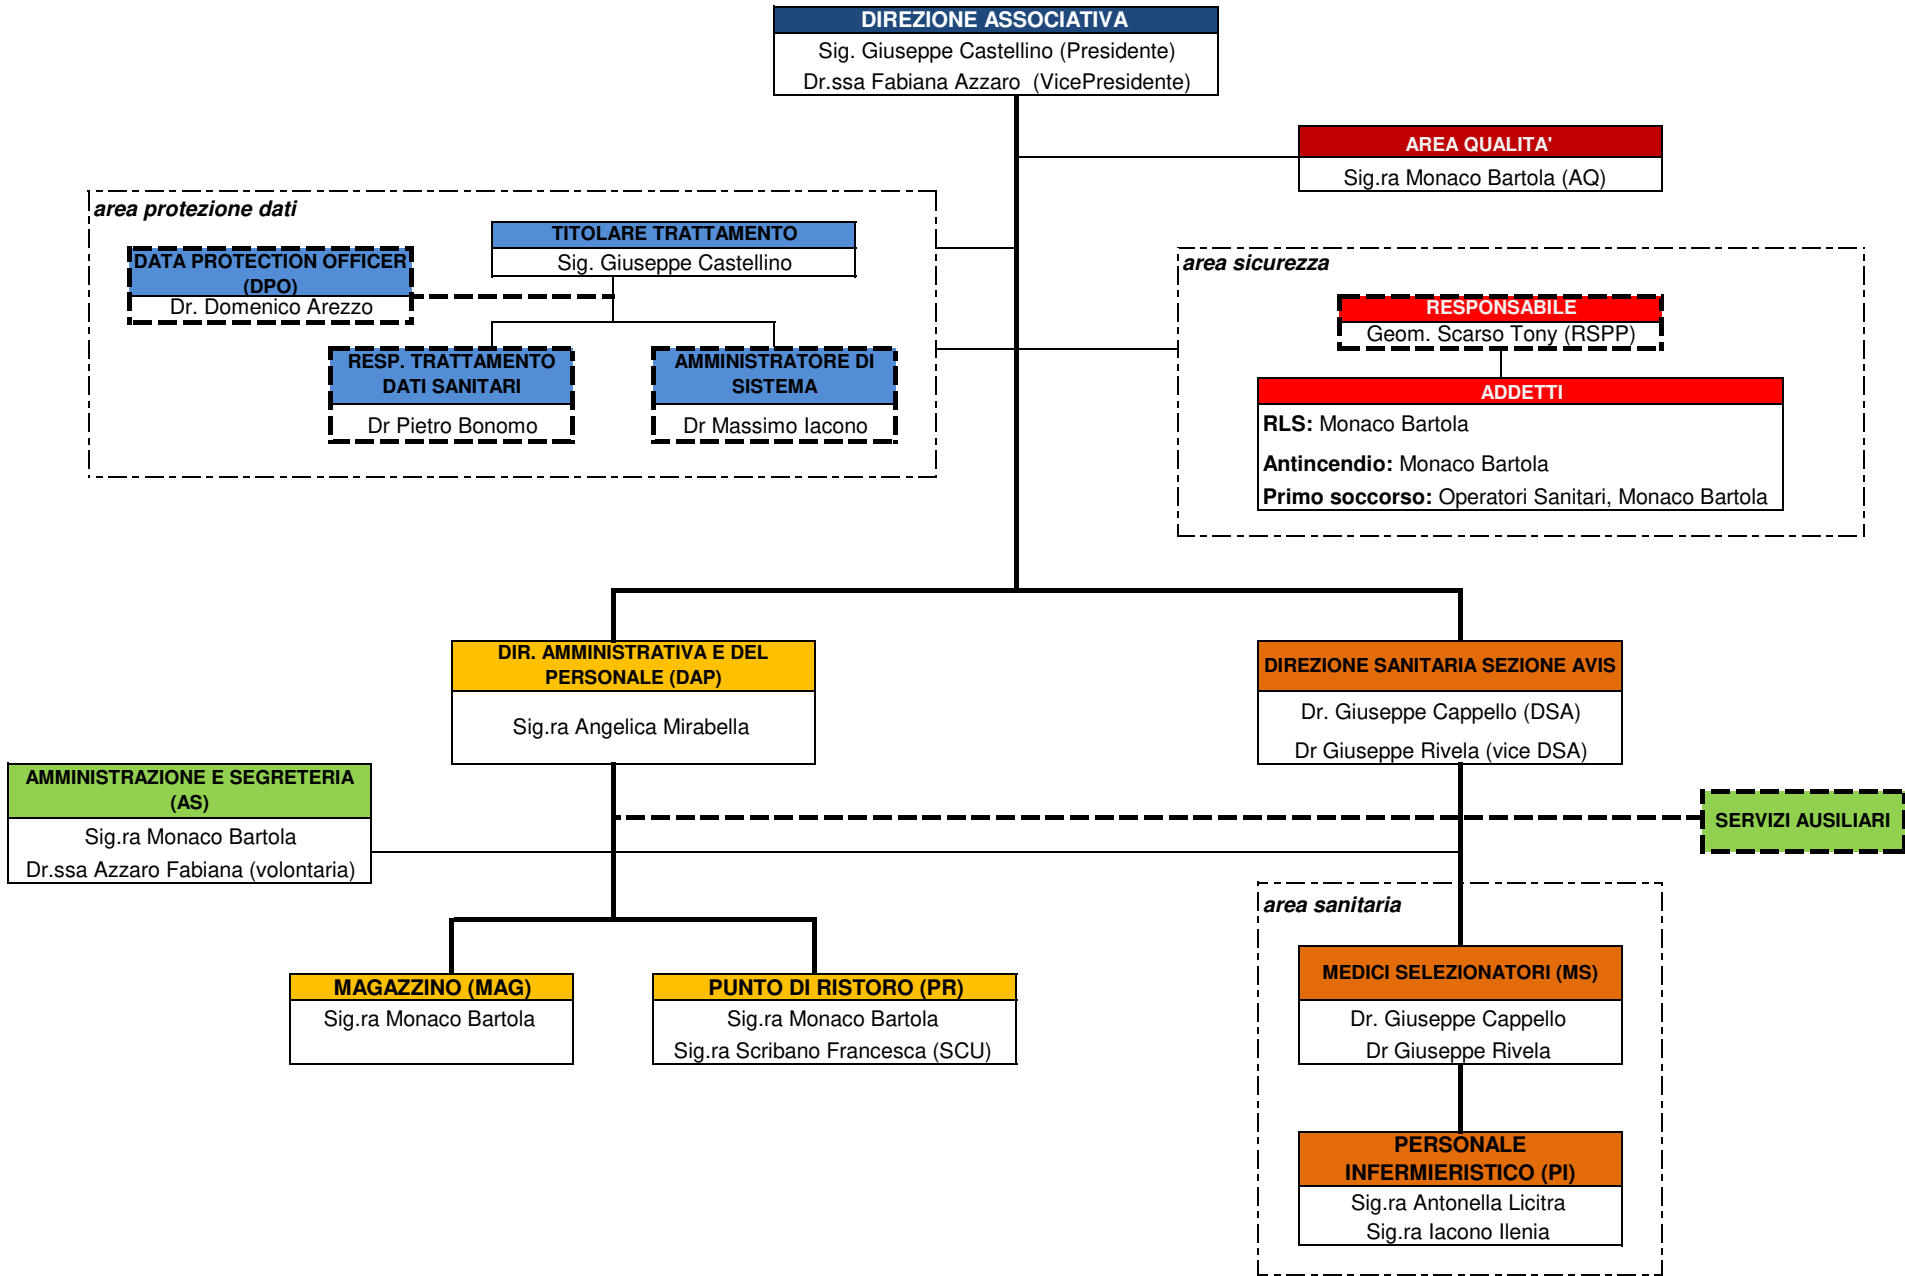 DIREZIONE ASSOCIATIVA
Sig. Giuseppe Castellino (Presidente)
Dr.ssa Fabiana Azzaro (VicePresidente)
AREA QUALITA'
Sig.ra Monaco Bartola (AQ)
area protezione dati
TITOLARE TRATTAMENTO
Sig. Giuseppe Castellino
DATA PROTECTION OFFICER
(DPO)
Dr. Domenico Arezzo
RESP. TRATTAMENTO
DATI SANITARI
Dr Pietro Bonomo
AMMINISTRATORE DI
SISTEMA
Dr Massimo Iacono
area sicurezza
RESPONSABILE
Geom. Scarso Tony (RSPP)
ADDETTI
RLS: Monaco Bartola
Antincendio: Monaco Bartola
Primo soccorso: Operatori Sanitari, Monaco Bartola
DIR. AMMINISTRATIVA E DEL
PERSONALE (DAP)
Sig.ra Angelica Mirabella
DIREZIONE SANITARIA SEZIONE AVIS
Dr. Giuseppe Cappello (DSA)
Dr Giuseppe Rivela (vice DSA)
AMMINISTRAZIONE E SEGRETERIA
(AS)
Sig.ra Monaco Bartola
Dr.ssa Azzaro Fabiana (volontaria)
SERVIZI AUSILIARI
MAGAZZINO (MAG)
Sig.ra Monaco Bartola
PUNTO DI RISTORO (PR)
Sig.ra Monaco Bartola
Sig.ra Scribano Francesca (SCU)
area sanitaria
MEDICI SELEZIONATORI (MS)
Dr. Giuseppe Cappello
Dr Giuseppe Rivela
PERSONALE
INFERMIERISTICO (PI)
Sig.ra Antonella Licitra
Sig.ra Iacono Ilenia